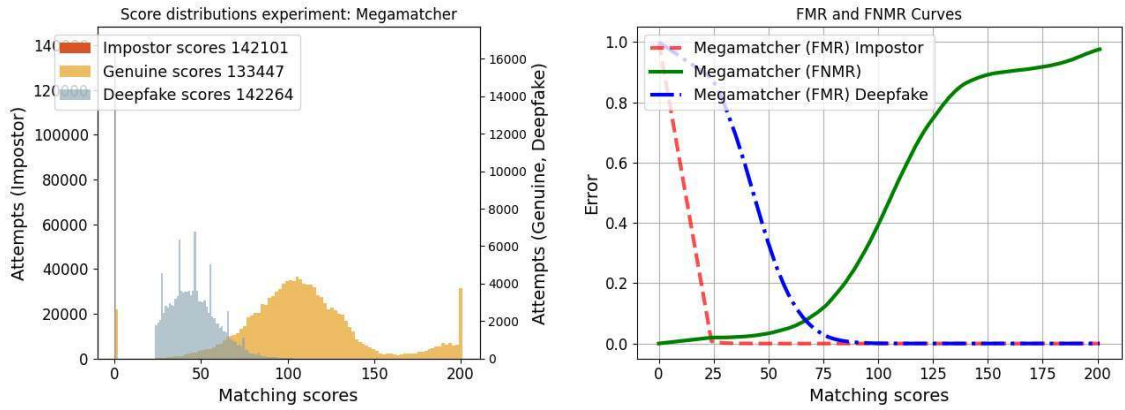 Score distributions experiment: Megamatcher
Impostor scores 142101
Genuine scores 133447
Deepfake scores 142264
Attempts (Impostor)
140000
120000
100000
80000
60000
40000
20000
0
Attempts (Genuine, Deepfake)
16000
14000
12000
10000
8000
6000
4000
2000
0
0 50 100 150 200
Matching scores
FMR and FNMR Curves
Megamatcher (FMR) Impostor
Megamatcher (FNMR)
Megamatcher (FMR) Deepfake
Error
1.0
0.8
0.6
0.4
0.2
0.0
0 25 50 75 100 125 150 175 200
Matching scores